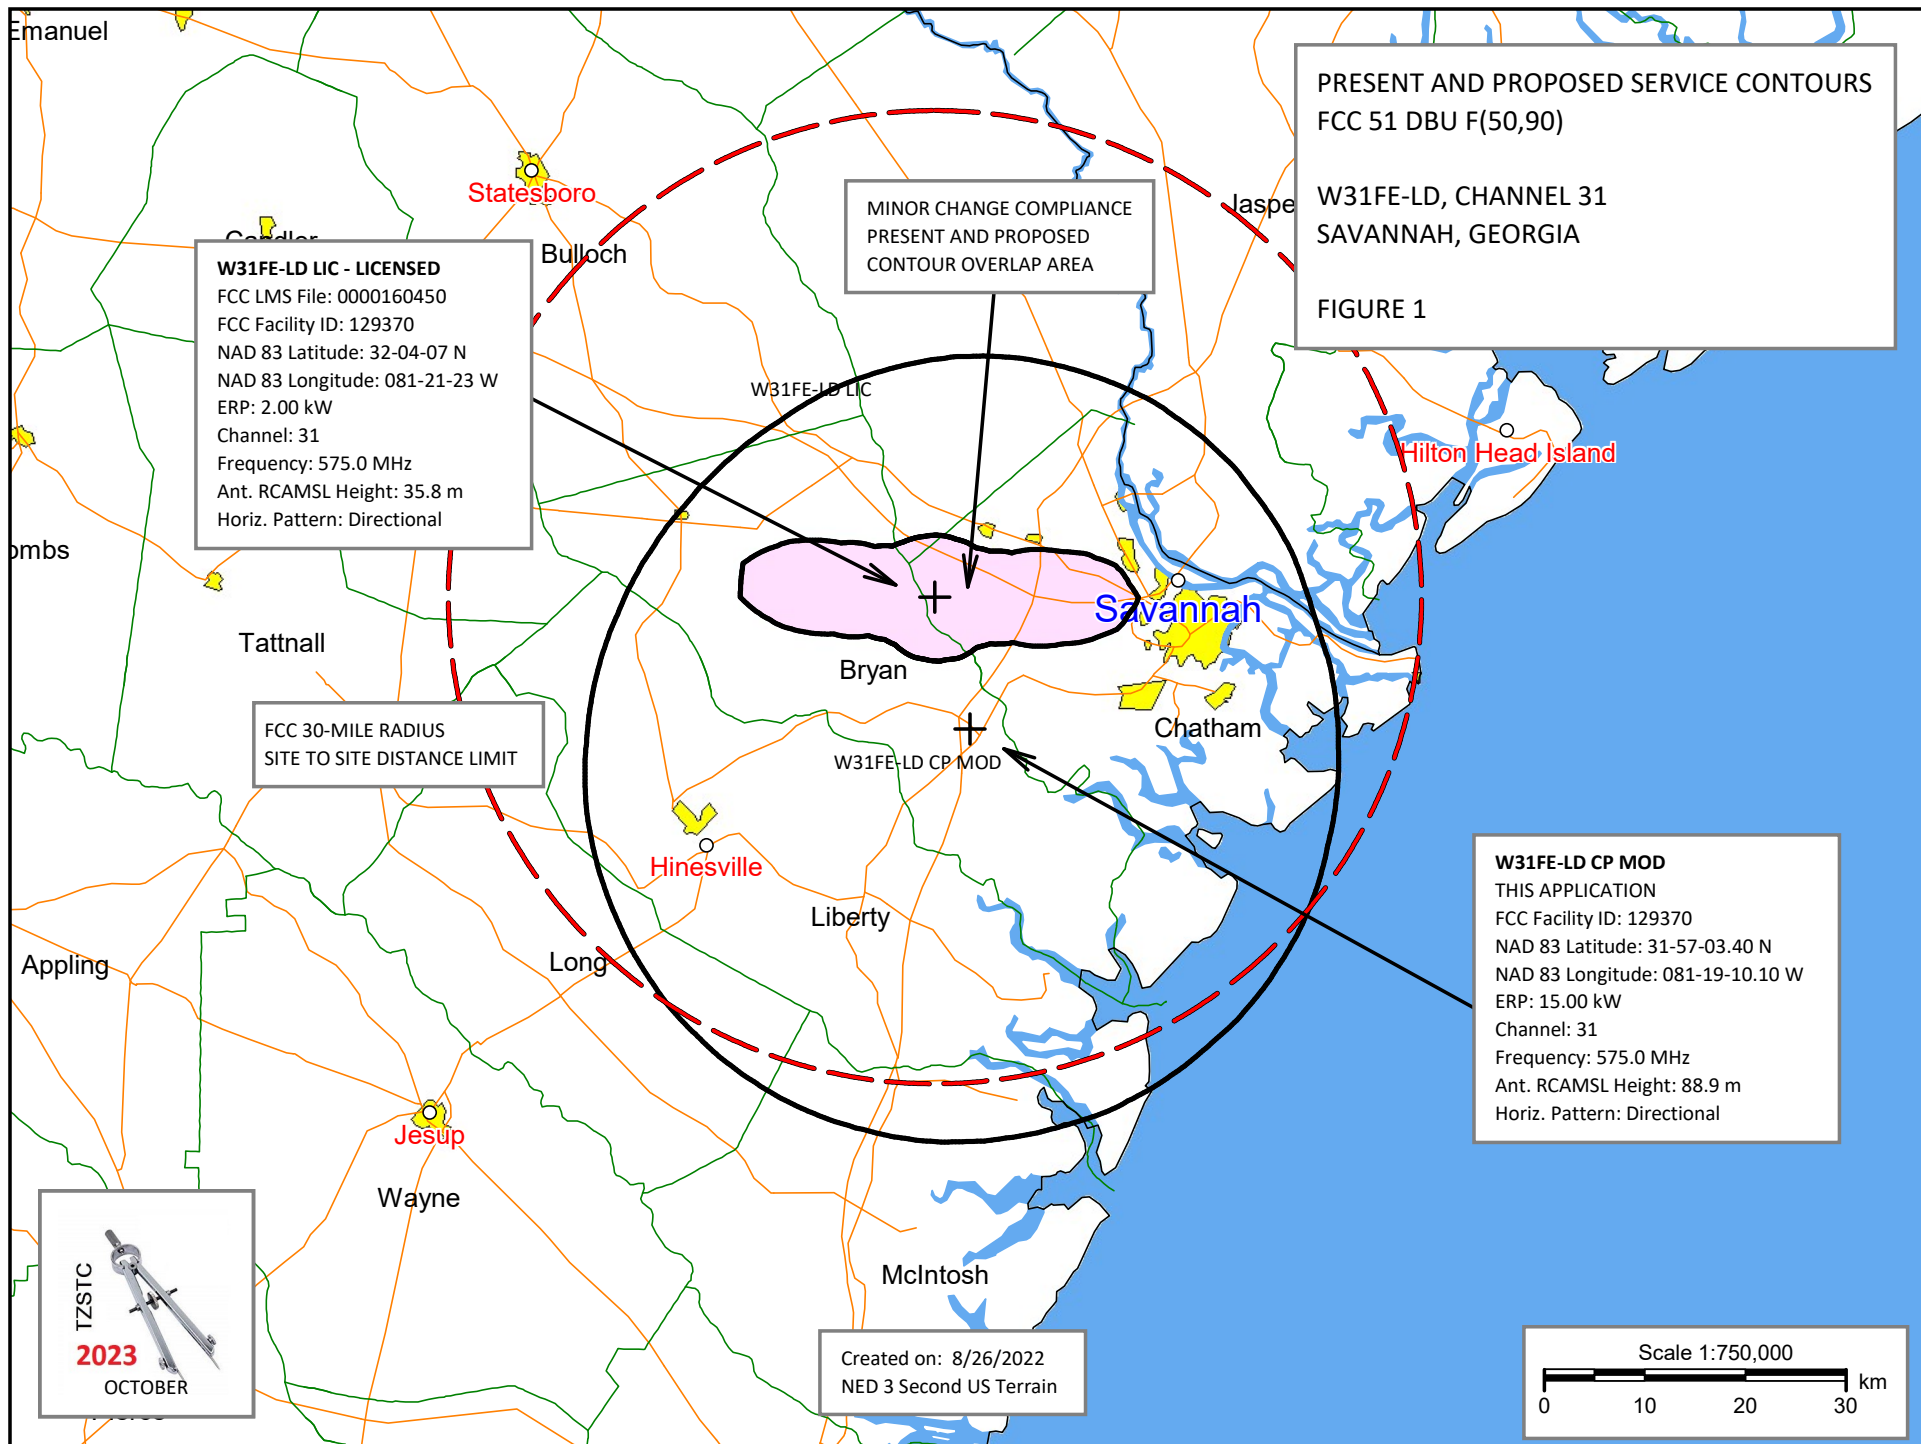 Emanuel
PRESENT AND PROPOSED SERVICE CONTOURS
FCC 51 DBU F(50,90)
W31FE-LD, CHANNEL 31
SAVANNAH, GEORGIA
FIGURE 1
Statesboro
Bulloch
MINOR CHANGE COMPLIANCE
PRESENT AND PROPOSED
CONTOUR OVERLAP AREA
Jaspe
Candler
W31FE-LD LIC - LICENSED
FCC LMS File: 0000160450
FCC Facility ID: 129370
NAD 83 Latitude: 32-04-07 N
NAD 83 Longitude: 081-21-23 W
ERP: 2.00 kW
Channel: 31
Frequency: 575.0 MHz
Ant. RCAMSL Height: 35.8 m
Horiz. Pattern: Directional
W31FE-LD LIC
Hilton Head Island
ombs
Savannah
Tattnall
Bryan
Chatham
FCC 30-MILE RADIUS
SITE TO SITE DISTANCE LIMIT
W31FE-LD CP MOD
Hinesville
Liberty
Long
Appling
W31FE-LD CP MOD
THIS APPLICATION
FCC Facility ID: 129370
NAD 83 Latitude: 31-57-03.40 N
NAD 83 Longitude: 081-19-10.10 W
ERP: 15.00 kW
Channel: 31
Frequency: 575.0 MHz
Ant. RCAMSL Height: 88.9 m
Horiz. Pattern: Directional
Jesup
Wayne
McIntosh
TZSTC
2023
OCTOBER
Created on: 8/26/2022
NED 3 Second US Terrain
Scale 1:750,000
km
0 10 20 30